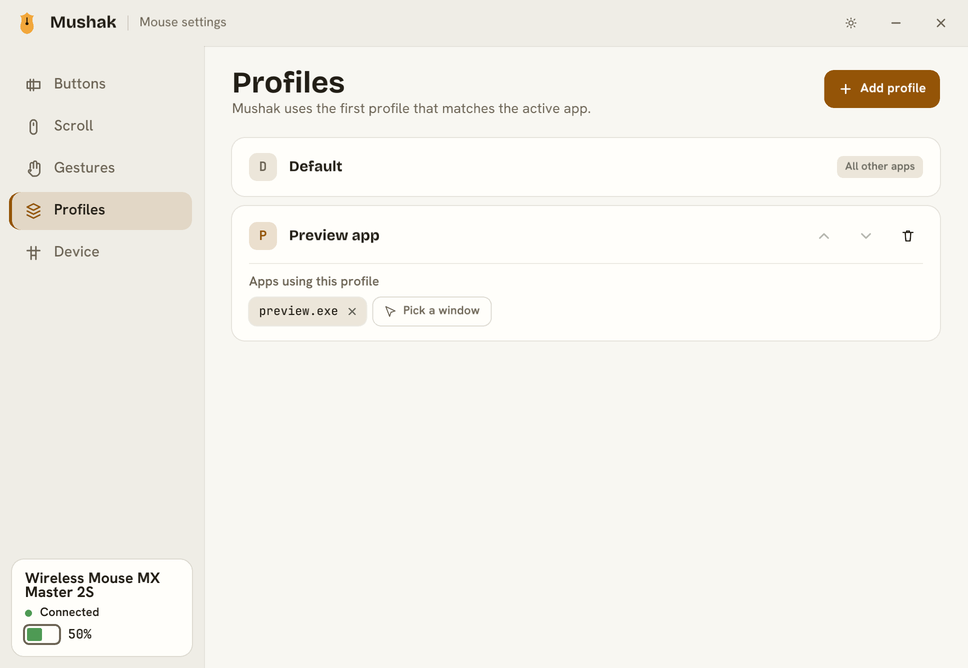 Mushak
Mouse settings
Buttons
Scroll
Gestures
Profiles
Device
Wireless Mouse MX
Master 2S
Connected
50%
Profiles
Mushak uses the first profile that matches the active app.
+ Add profile
D
Default
All other apps
P
Preview app
Apps using this profile
preview.exe ×
Pick a window